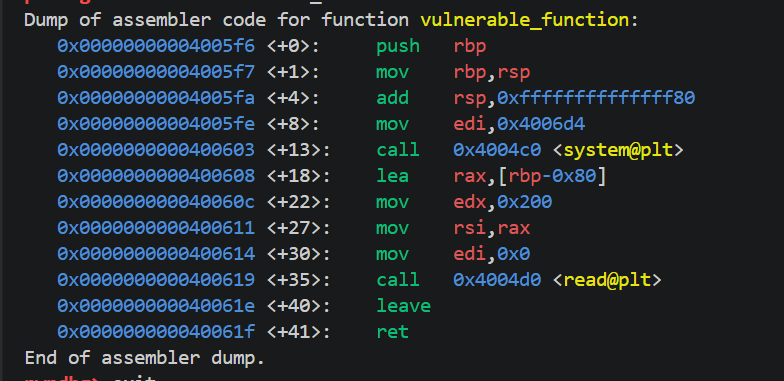 Dump of assembler code for function vulnerable_function:
0x00000000004005f6 <+0>: push rbp
0x00000000004005f7 <+1>: mov rbp,rsp
0x00000000004005fa <+4>: add rsp,0xffffffffffffff80
0x00000000004005fe <+8>: mov edi,0x4006d4
0x0000000000400603 <+13>: call 0x4004c0 <system@plt>
0x0000000000400608 <+18>: lea rax,[rbp-0x80]
0x000000000040060c <+22>: mov edx,0x200
0x0000000000400611 <+27>: mov rsi,rax
0x0000000000400614 <+30>: mov edi,0x0
0x0000000000400619 <+35>: call 0x4004d0 <read@plt>
0x000000000040061e <+40>: leave
0x000000000040061f <+41>: ret
End of assembler dump.